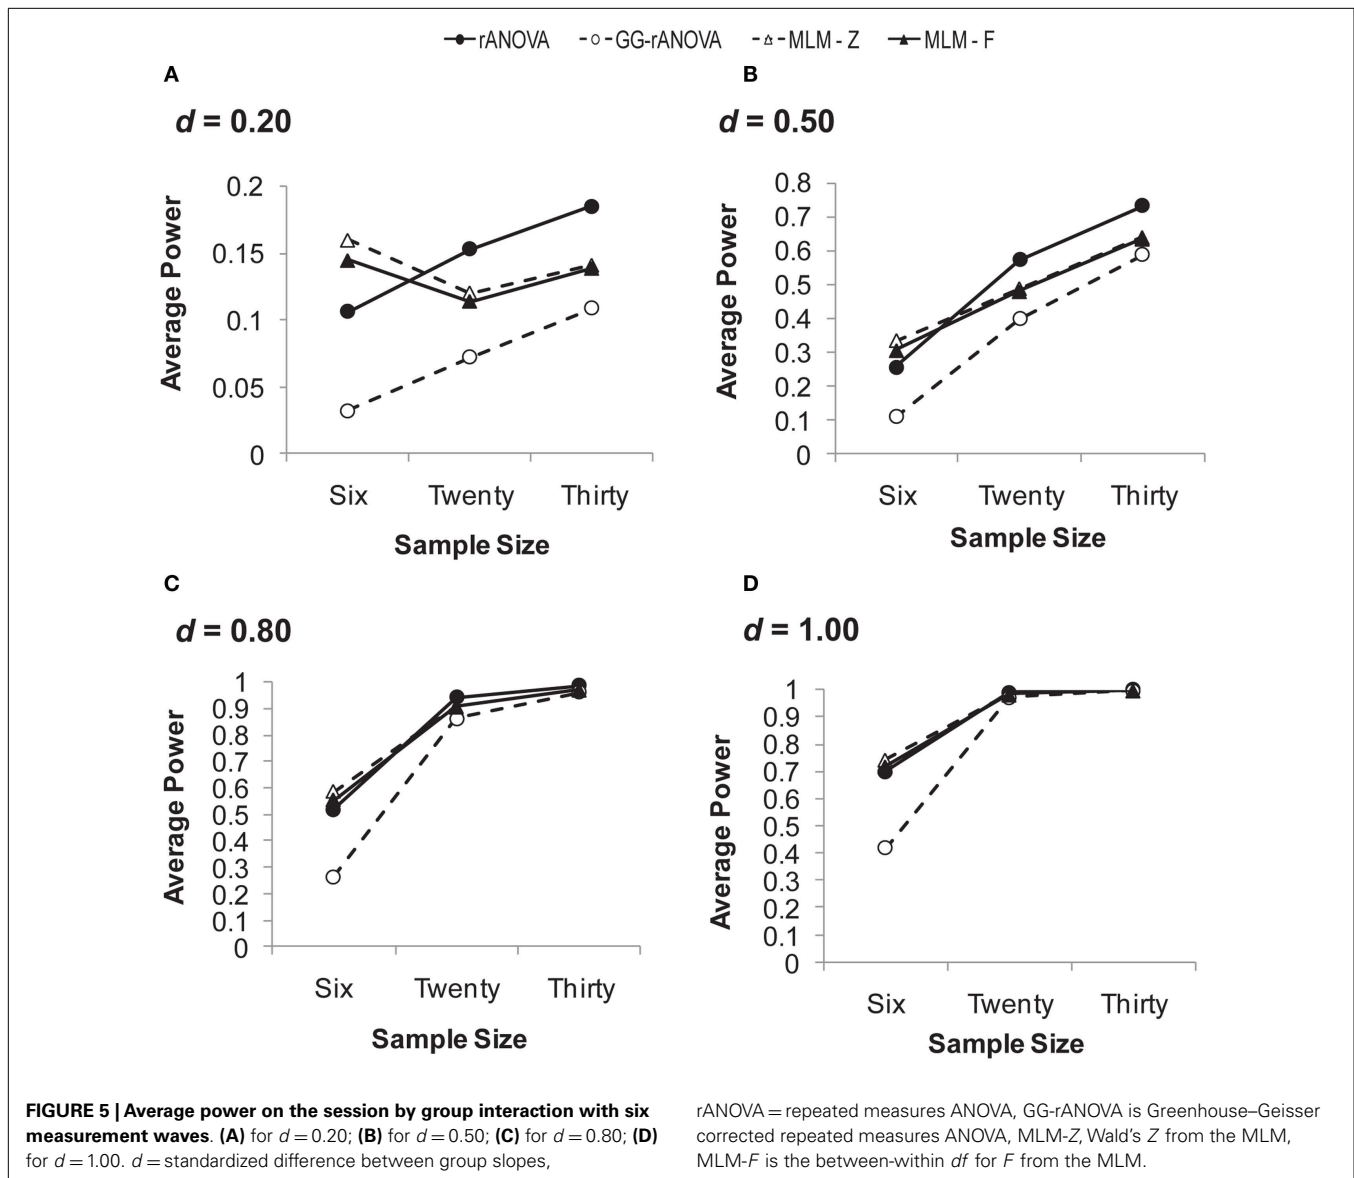 rANOVA GG-rANOVA MLM - Z MLM - F
A
d = 0.20
Average Power
0.2
0.15
0.1
0.05
0
Six Twenty Thirty
Sample Size
B
d = 0.50
Average Power
0.8
0.7
0.6
0.5
0.4
0.3
0.2
0.1
0
Six Twenty Thirty
Sample Size
C
d = 0.80
Average Power
1
0.9
0.8
0.7
0.6
0.5
0.4
0.3
0.2
0.1
0
Six Twenty Thirty
Sample Size
D
d = 1.00
Average Power
1
0.9
0.8
0.7
0.6
0.5
0.4
0.3
0.2
0.1
0
Six Twenty Thirty
Sample Size
FIGURE 5 | Average power on the session by group interaction with six
measurement waves. (A) for d = 0.20; (B) for d = 0.50; (C) for d = 0.80; (D)
for d = 1.00. d = standardized difference between group slopes,
rANOVA = repeated measures ANOVA, GG-rANOVA is Greenhouse–Geisser
corrected repeated measures ANOVA, MLM-Z, Wald's Z from the MLM,
MLM-F is the between-within df for F from the MLM.